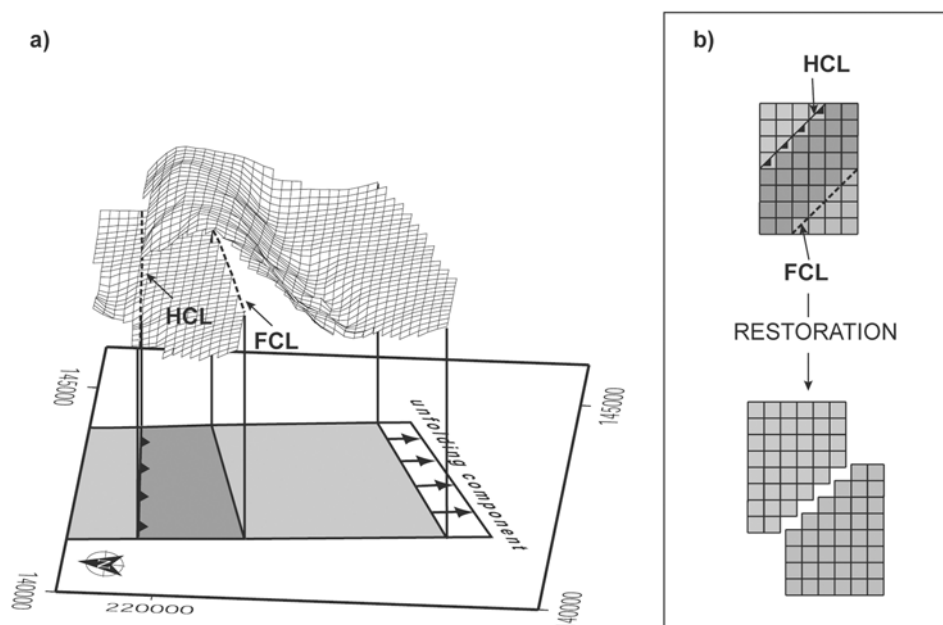 a)
HCL
FCL
145000
145000
unfolding component
140000
220000
40000
b)
HCL
FCL
RESTORATION